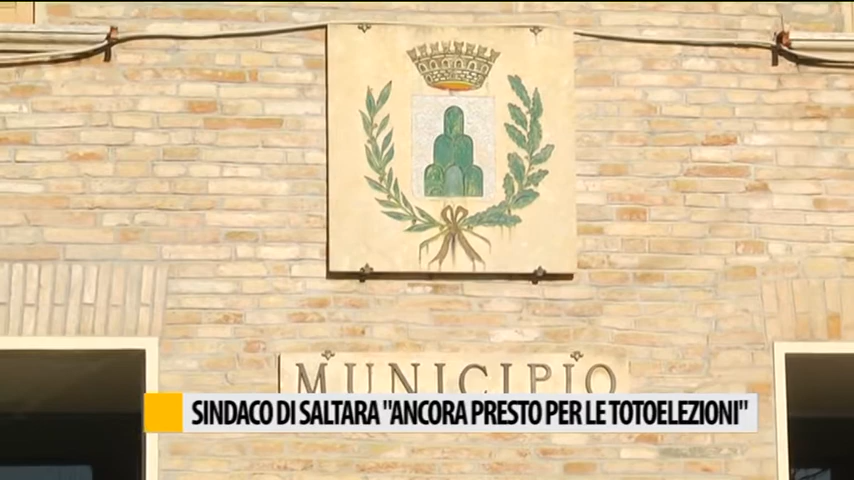 MUNICIPIO
SINDACO DI SALTARA "ANCORA PRESTO PER LE TOTOELEZIONI"